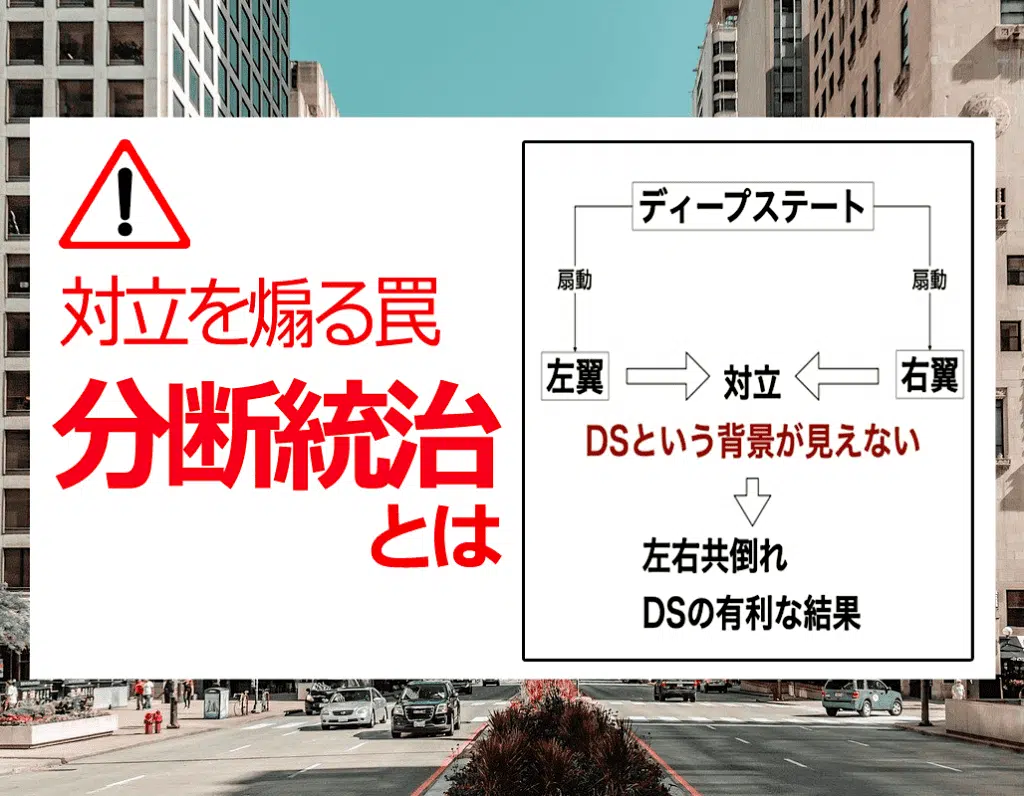 対立を煽る罠
分断統治
とは
ディープステート
扇動
扇動
左翼
対立
右翼
DSという背景が見えない
左右共倒れ
DSの有利な結果